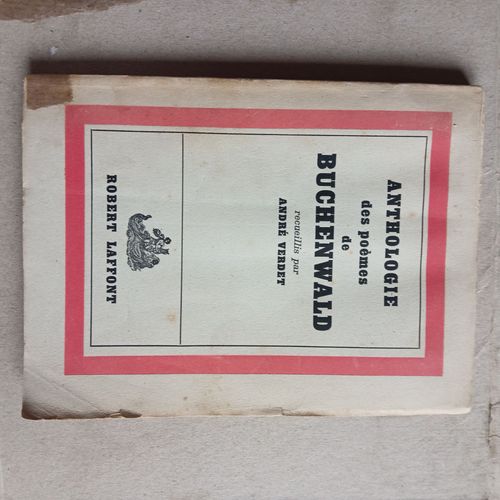 ANTHOLOGIE
des poèmes
de
BUCHENWALD
recueillis par
ANDRÉ VERDET
ROBERT LAFFONT